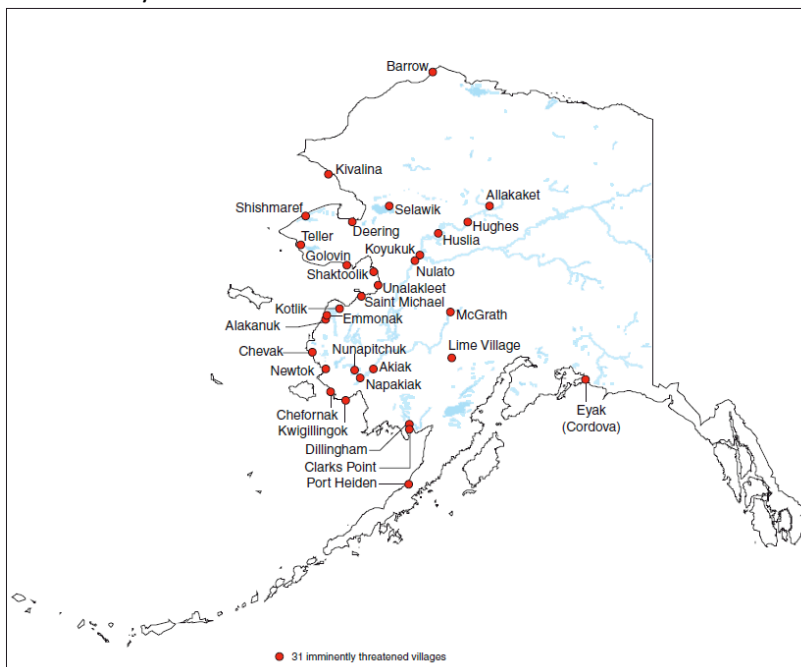 Barrow
Kivalina
Allakaket
Selawik
Shishmaref
Deering
Hughes
Teller
Huslia
Koyukuk
Golovin
Nulato
Shaktoolik
Unalakleet
Saint Michael
Kotlik
McGrath
Emmonak
Alakanuk
Chevak
Nunapitchuk
Lime Village
Newtok
Akiak
Napakiak
Chefornak
Eyak
(Cordova)
Kwigillingok
Dillingham
Clarks Point
Port Heiden
31 imminently threatened villages